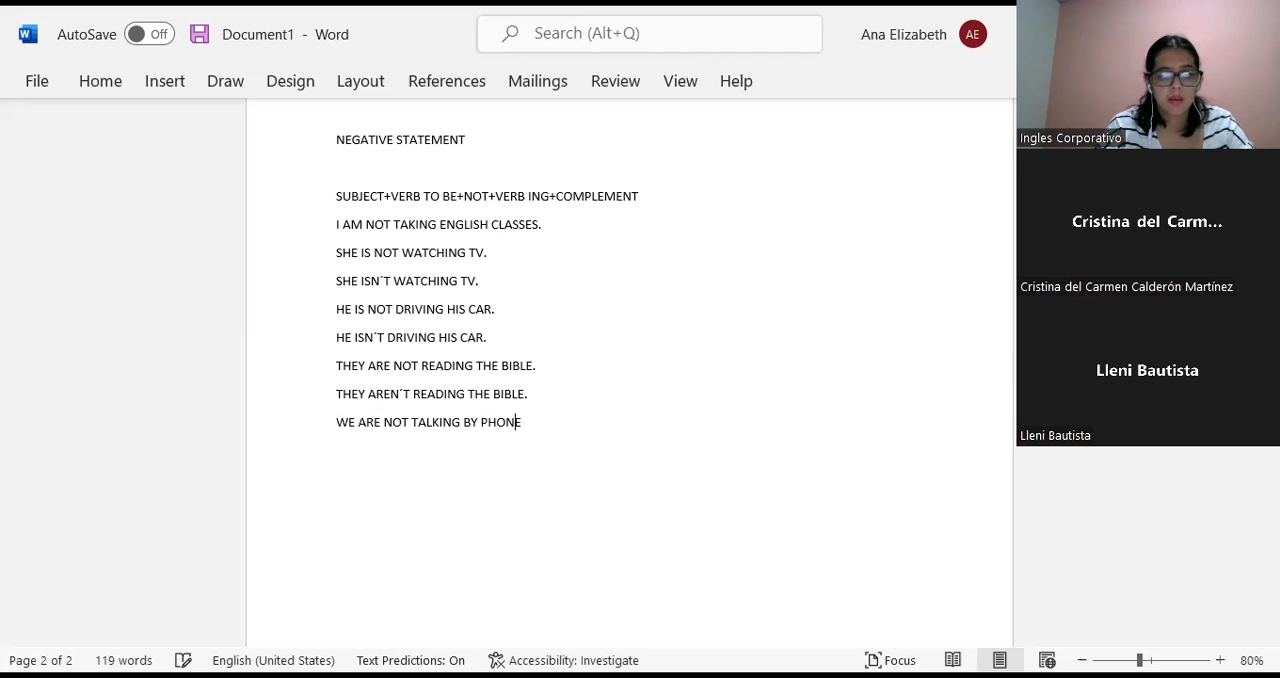 AutoSave Off Document1 - Word Search (Alt+Q) Ana Elizabeth AE
File Home Insert Draw Design Layout References Mailings Review View Help
NEGATIVE STATEMENT
SUBJECT+VERB TO BE+NOT+VERB ING+COMPLEMENT
I AM NOT TAKING ENGLISH CLASSES.
SHE IS NOT WATCHING TV.
SHE ISN´T WATCHING TV.
HE IS NOT DRIVING HIS CAR.
HE ISN´T DRIVING HIS CAR.
THEY ARE NOT READING THE BIBLE.
THEY AREN´T READING THE BIBLE.
WE ARE NOT TALKING BY PHONE
Page 2 of 2 119 words English (United States) Text Predictions: On Accessibility: Investigate Focus 80%
Ingles Corporativo
Cristina del Carm...
Cristina del Carmen Calderón Martínez
Lleni Bautista
Lleni Bautista